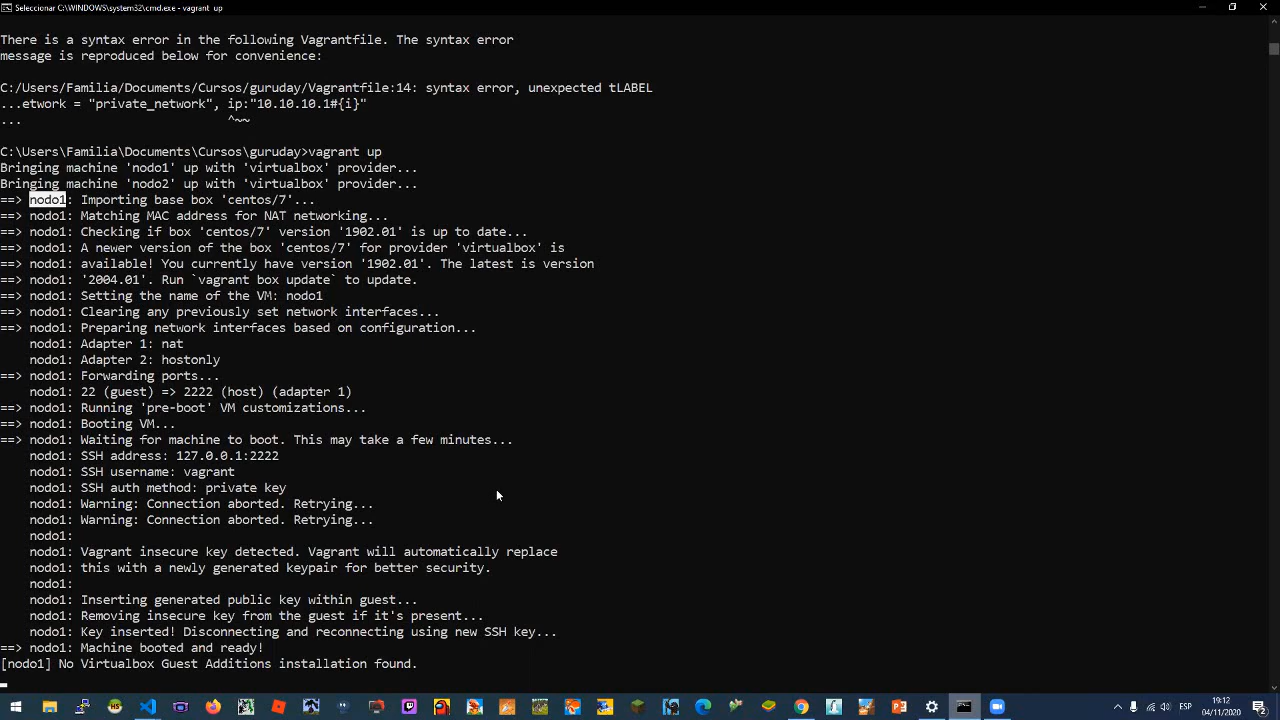 Seleccionar C:\WINDOWS\system32\cmd.exe - vagrant up
There is a syntax error in the following Vagrantfile. The syntax error
message is reproduced below for convenience:
C:/Users/Familia/Documents/Cursos/guruday/Vagrantfile:14: syntax error, unexpected tLABEL
...etwork = "private_network", ip:"10.10.10.1#{i}"
... ^~~
C:\Users\Familia\Documents\Cursos\guruday>vagrant up
Bringing machine 'nodo1' up with 'virtualbox' provider...
Bringing machine 'nodo2' up with 'virtualbox' provider...
==> nodo1: Importing base box 'centos/7'...
==> nodo1: Matching MAC address for NAT networking...
==> nodo1: Checking if box 'centos/7' version '1902.01' is up to date...
==> nodo1: A newer version of the box 'centos/7' for provider 'virtualbox' is
==> nodo1: available! You currently have version '1902.01'. The latest is version
==> nodo1: '2004.01'. Run `vagrant box update` to update.
==> nodo1: Setting the name of the VM: nodo1
==> nodo1: Clearing any previously set network interfaces...
==> nodo1: Preparing network interfaces based on configuration...
nodo1: Adapter 1: nat
nodo1: Adapter 2: hostonly
==> nodo1: Forwarding ports...
nodo1: 22 (guest) => 2222 (host) (adapter 1)
==> nodo1: Running 'pre-boot' VM customizations...
==> nodo1: Booting VM...
==> nodo1: Waiting for machine to boot. This may take a few minutes...
nodo1: SSH address: 127.0.0.1:2222
nodo1: SSH username: vagrant
nodo1: SSH auth method: private key
nodo1: Warning: Connection aborted. Retrying...
nodo1: Warning: Connection aborted. Retrying...
nodo1:
nodo1: Vagrant insecure key detected. Vagrant will automatically replace
nodo1: this with a newly generated keypair for better security.
nodo1:
nodo1: Inserting generated public key within guest...
nodo1: Removing insecure key from the guest if it's present...
nodo1: Key inserted! Disconnecting and reconnecting using new SSH key...
==> nodo1: Machine booted and ready!
[nodo1] No Virtualbox Guest Additions installation found.
ESP
19:12
04/11/2020
2